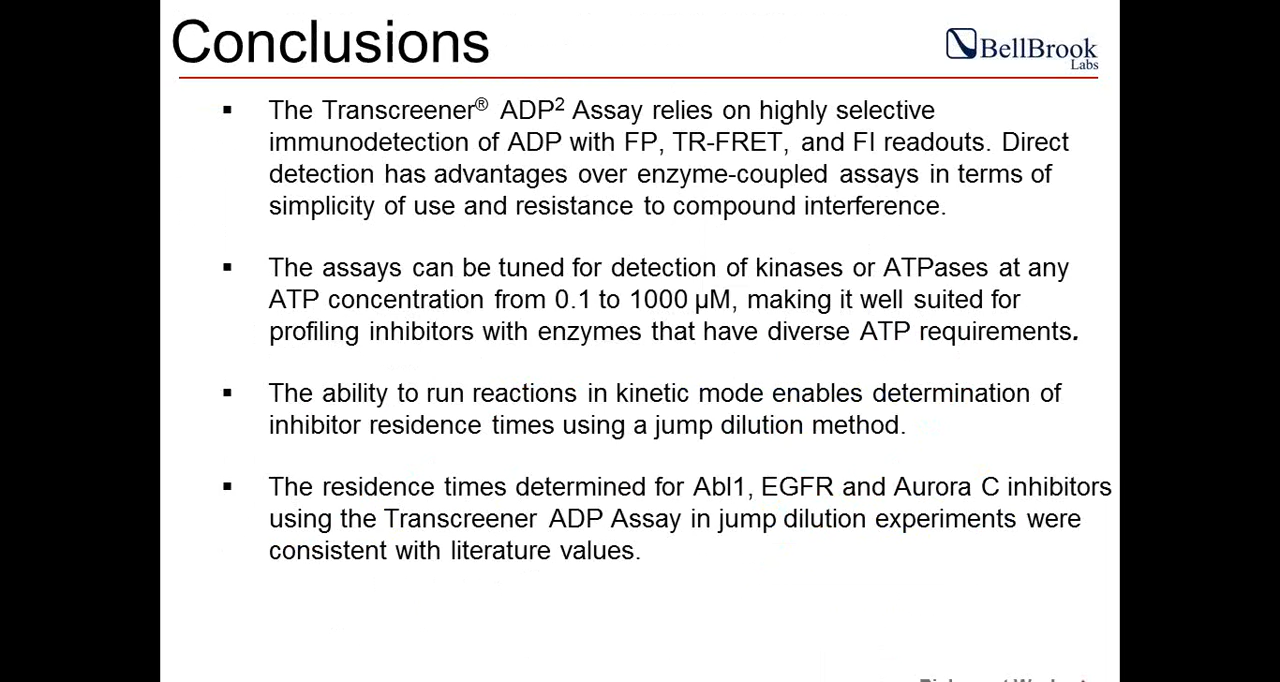 Conclusions
BellBrook
Labs
▪ The Transcreener® ADP² Assay relies on highly selective
immunodetection of ADP with FP, TR-FRET, and FI readouts. Direct
detection has advantages over enzyme-coupled assays in terms of
simplicity of use and resistance to compound interference.
▪ The assays can be tuned for detection of kinases or ATPases at any
ATP concentration from 0.1 to 1000 µM, making it well suited for
profiling inhibitors with enzymes that have diverse ATP requirements.
▪ The ability to run reactions in kinetic mode enables determination of
inhibitor residence times using a jump dilution method.
▪ The residence times determined for Abl1, EGFR and Aurora C inhibitors
using the Transcreener ADP Assay in jump dilution experiments were
consistent with literature values.